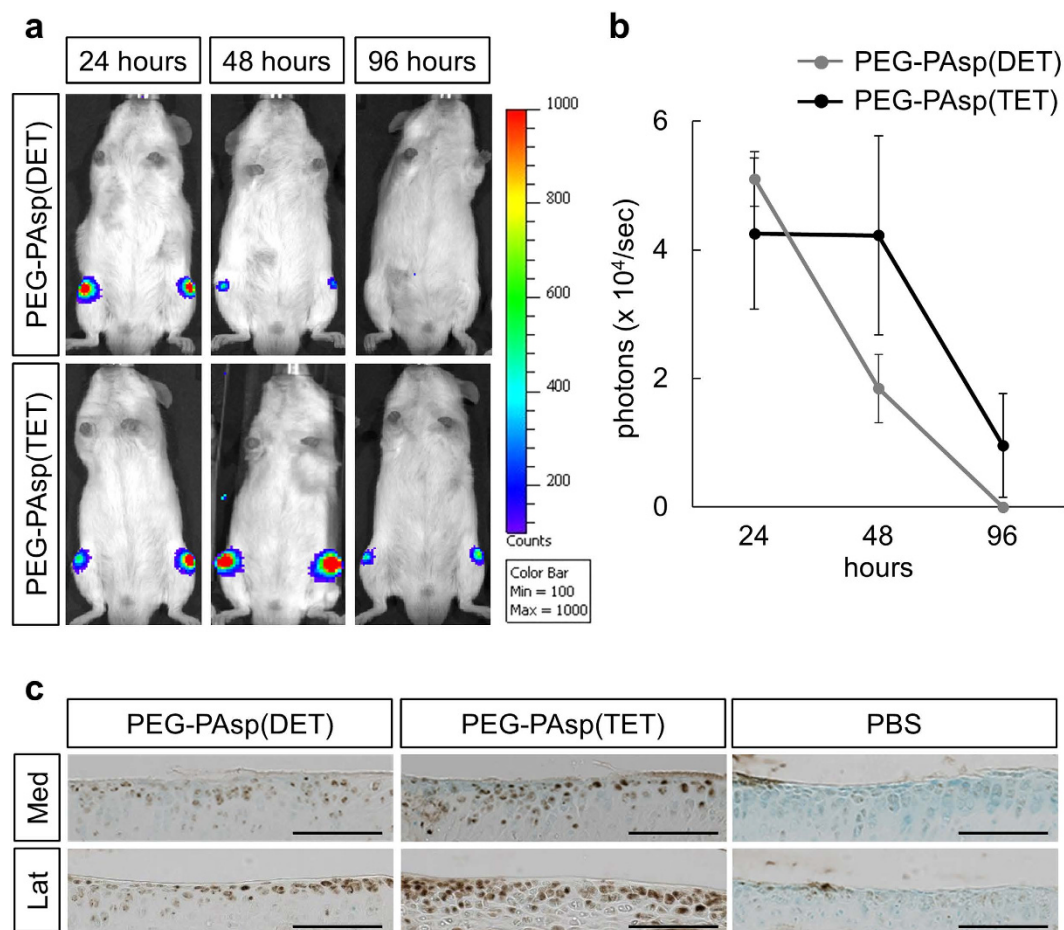 a
24 hours
48 hours
96 hours
PEG-PAsp(DET)
PEG-PAsp(TET)
1000
800
600
400
200
Counts
Color Bar
Min = 100
Max = 1000
b
PEG-PAsp(DET)
PEG-PAsp(TET)
photons (x 10⁴/sec)
6
4
2
0
24
48
96
hours
c
PEG-PAsp(DET)
PEG-PAsp(TET)
PBS
Med
Lat